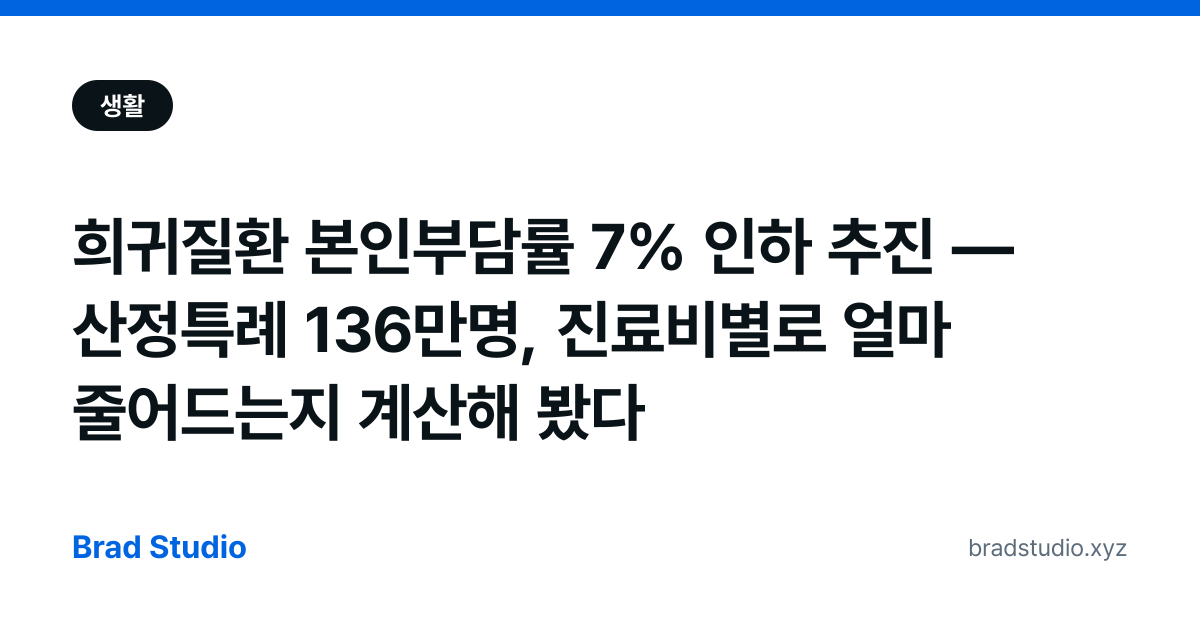 생활
희귀질환 본인부담률 7% 인하 추진 —
산정특례 136만명, 진료비별로 얼마
줄어드는지 계산해 봤다
Brad Studio
bradstudio.xyz